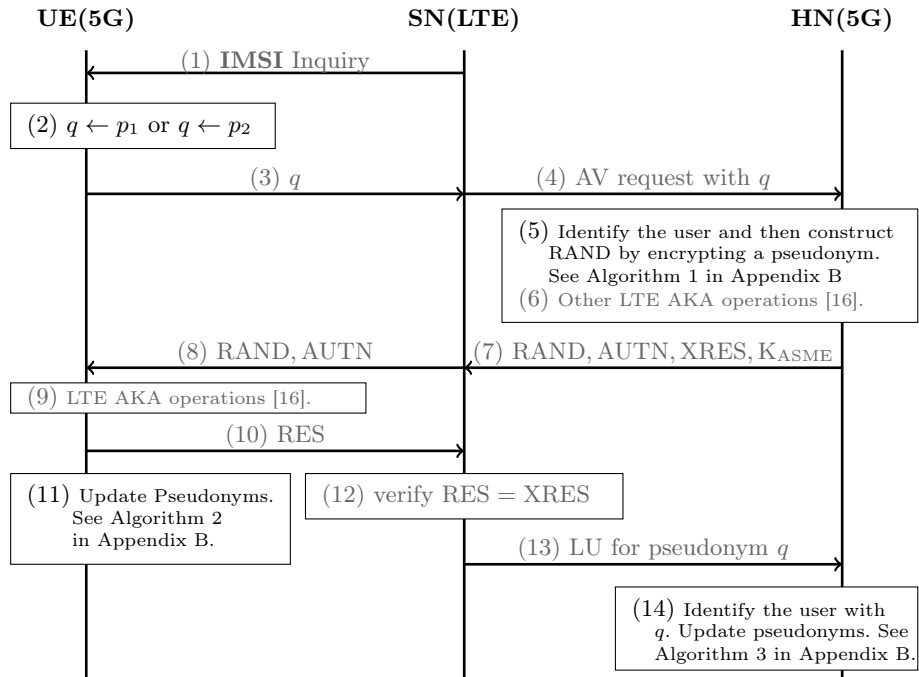 UE(5G) SN(LTE) HN(5G)
(1) IMSI Inquiry
(2) q ← p₁ or q ← p₂
(3) q
(4) AV request with q
(5) Identify the user and then construct
RAND by encrypting a pseudonym.
See Algorithm 1 in Appendix B
(6) Other LTE AKA operations [16].
(8) RAND, AUTN
(7) RAND, AUTN, XRES, K_ASME
(9) LTE AKA operations [16].
(10) RES
(11) Update Pseudonyms.
See Algorithm 2
in Appendix B.
(12) verify RES = XRES
(13) LU for pseudonym q
(14) Identify the user with
q. Update pseudonyms. See
Algorithm 3 in Appendix B.